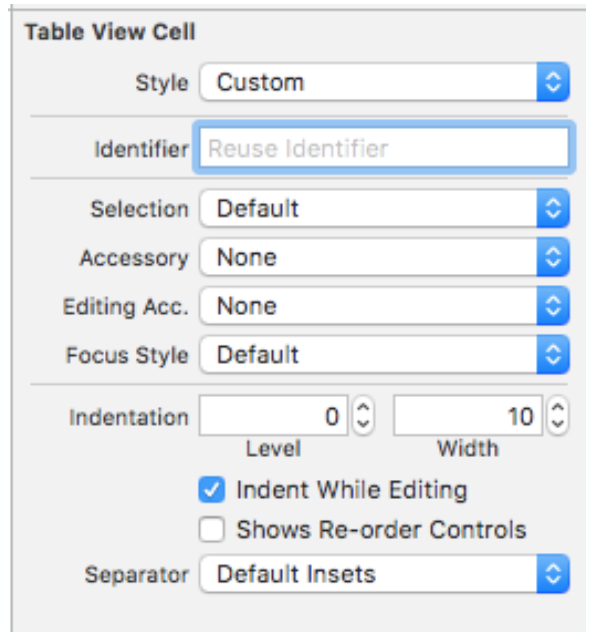 Table View Cell
Style Custom
Identifier Reuse Identifier
Selection Default
Accessory None
Editing Acc. None
Focus Style Default
Indentation 0 10
Level Width
Indent While Editing
Shows Re-order Controls
Separator Default Insets